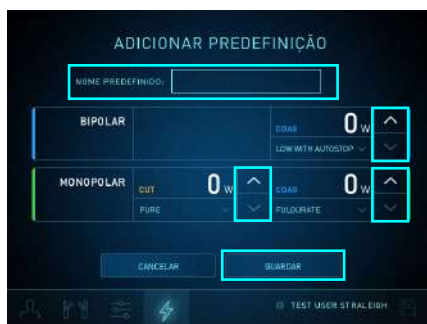 ADICIONAR PREDEFINIÇÃO
NOME PREDEFINIDO:
BIPOLAR
COAG 0 W
LOW WITH AUTOSTOP
MONOPOLAR CUT 0 W COAG 0 W
PURE FULGURATE
CANCELAR GUARDAR
TEST USER STRALEIGH